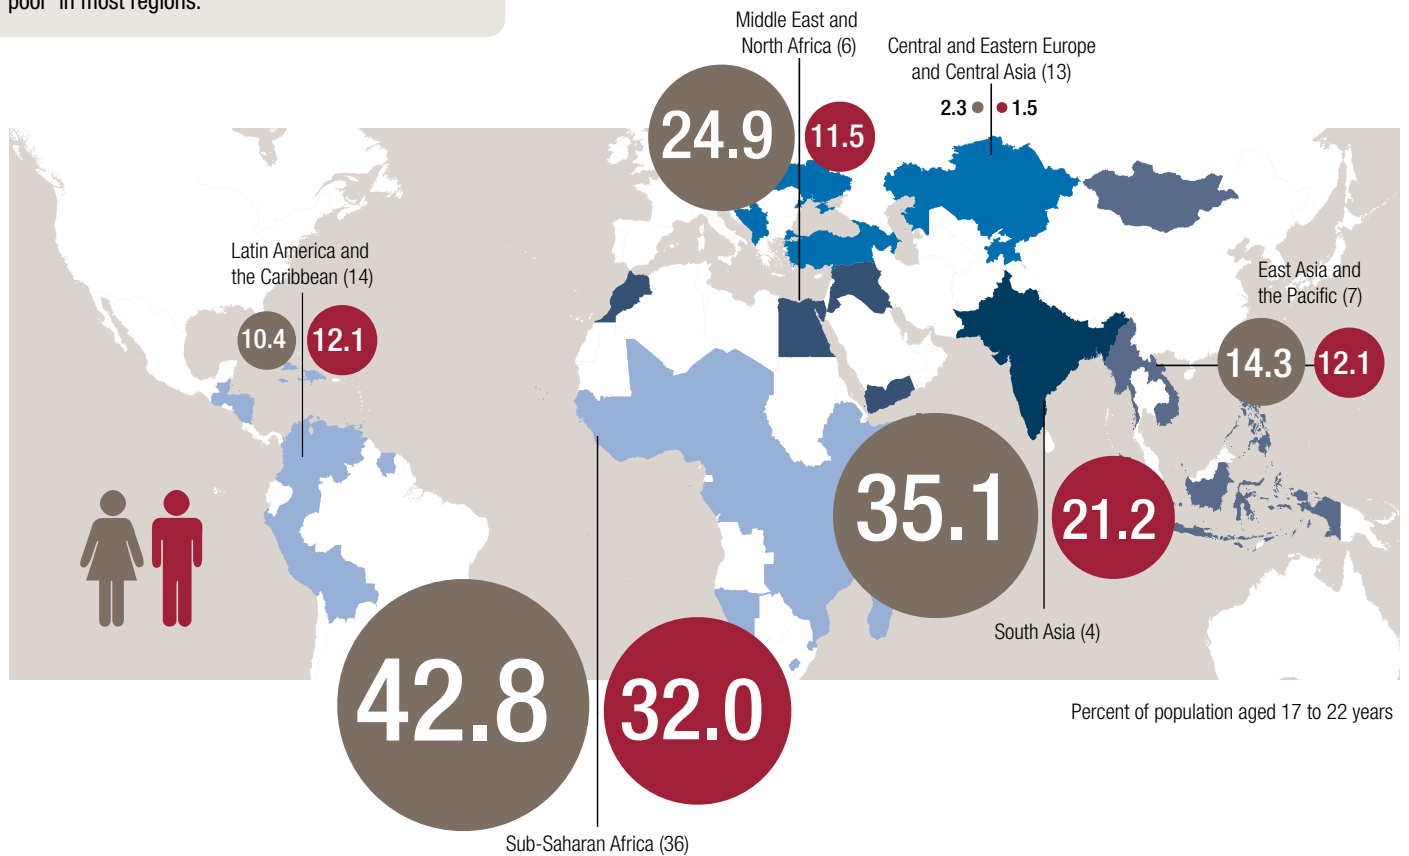 poor” in most regions.
Middle East and
North Africa (6)
24.9
11.5
Central and Eastern Europe
and Central Asia (13)
2.3
1.5
Latin America and
the Caribbean (14)
10.4
12.1
East Asia and
the Pacific (7)
14.3
12.1
35.1
21.2
South Asia (4)
42.8
32.0
Sub-Saharan Africa (36)
Percent of population aged 17 to 22 years